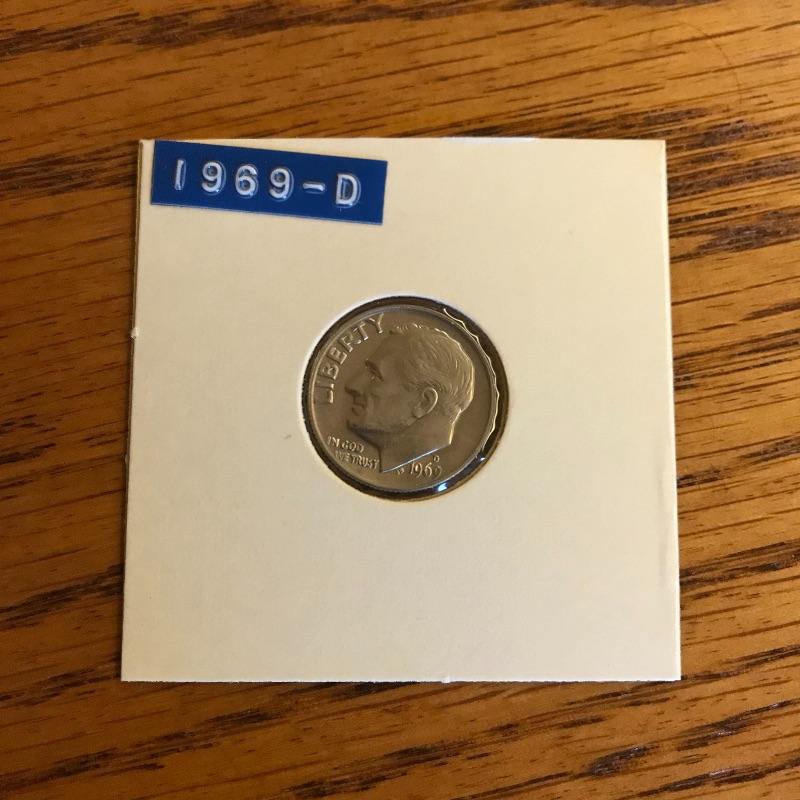 1969-D
LIBERTY
IN GOD
WE TRUST
D
1969